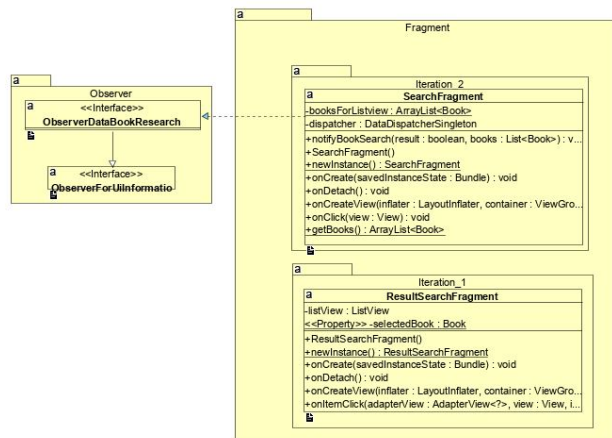 a
Fragment
a
Observer
a
<<Interface>>
ObserverDataBookResearch
a
<<Interface>>
ObserverForUiInformatio
a
Iteration_2
a
SearchFragment
-booksForListview : ArrayList<Book>
-dispatcher : DataDispatcherSingleton
+notifyBookSearch(result : boolean, books : List<Book>) : v...
+SearchFragment()
+newInstance() : SearchFragment
+onCreate(savedInstanceState : Bundle) : void
+onDetach() : void
+onCreateView(inflater : LayoutInflater, container : ViewGro...
+onClick(view : View) : void
+getBooks() : ArrayList<Book>
a
Iteration_1
a
ResultSearchFragment
-listView : ListView
<<Property>> -selectedBook : Book
+ResultSearchFragment()
+newInstance() : ResultSearchFragment
+onCreate(savedInstanceState : Bundle) : void
+onDetach() : void
+onCreateView(inflater : LayoutInflater, container : ViewGro...
+onItemClick(adapterView : AdapterView<?>, view : View, i...